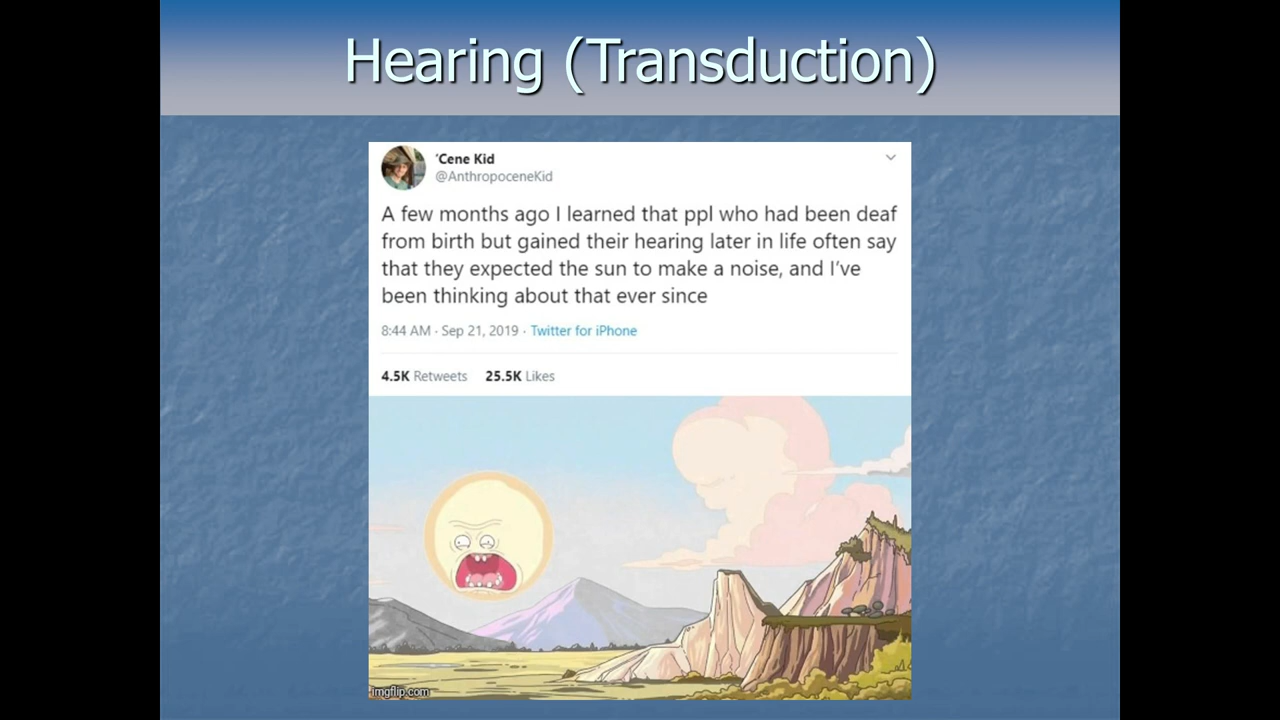 Hearing (Transduction)
'Cene Kid
@AnthropoceneKid
A few months ago I learned that ppl who had been deaf
from birth but gained their hearing later in life often say
that they expected the sun to make a noise, and I've
been thinking about that ever since
8:44 AM · Sep 21, 2019 · Twitter for iPhone
4.5K Retweets 25.5K Likes
imgflip.com